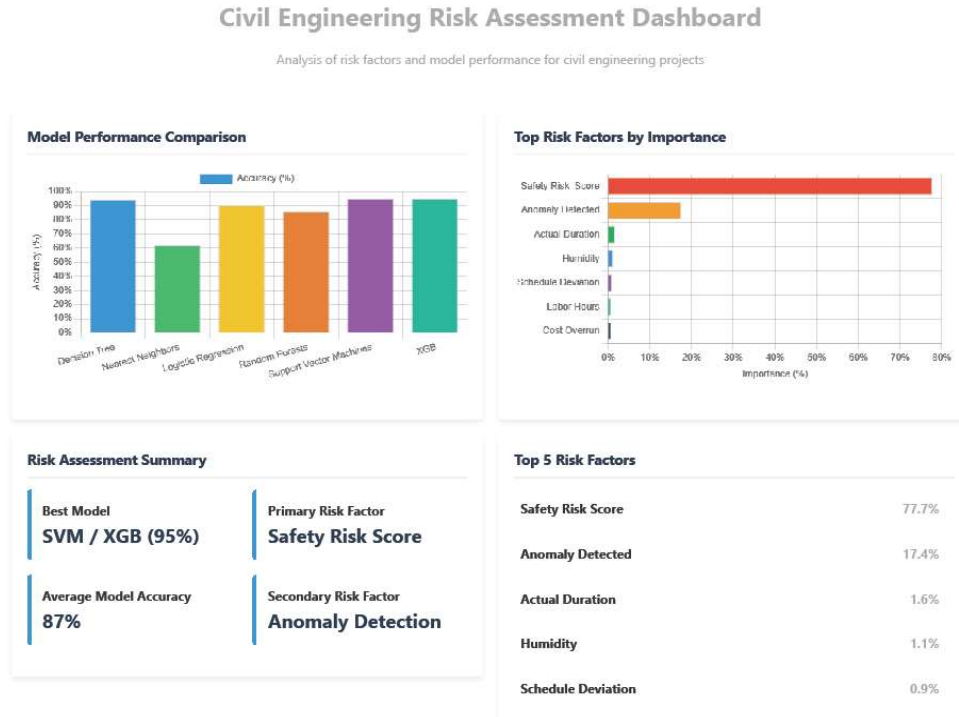 Civil Engineering Risk Assessment Dashboard
Analysis of risk factors and model performance for civil engineering projects
Model Performance Comparison
Accuracy (%)
100%
90%
80%
70%
60%
50%
40%
30%
20%
10%
0%
Accuracy (%)
Decision Tree
Nearest Neighbors
Logistic Regression
Random Forests
Support Vector Machines
XGB
Top Risk Factors by Importance
Safety Risk Score
Anomaly Detected
Actual Duration
Humidity
Schedule Deviation
Labor Hours
Cost Overrun
0% 10% 20% 30% 40% 50% 60% 70% 80%
Importance (%)
Risk Assessment Summary
Best Model
SVM / XGB (95%)
Primary Risk Factor
Safety Risk Score
Average Model Accuracy
87%
Secondary Risk Factor
Anomaly Detection
Top 5 Risk Factors
Safety Risk Score 77.7%
Anomaly Detected 17.4%
Actual Duration 1.6%
Humidity 1.1%
Schedule Deviation 0.9%